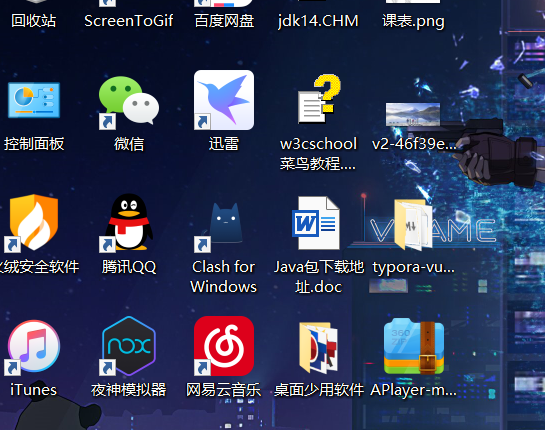 回收站
ScreenToGif
百度网盘
jdk14.CHM
课表.png
控制面板
微信
迅雷
w3cschool
菜鸟教程....
v2-46f39e...
火绒安全软件
腾讯QQ
Clash for
Windows
Java包下载地
址.doc
typora-vu...
iTunes
夜神模拟器
网易云音乐
桌面少用软件
APlayer-m...